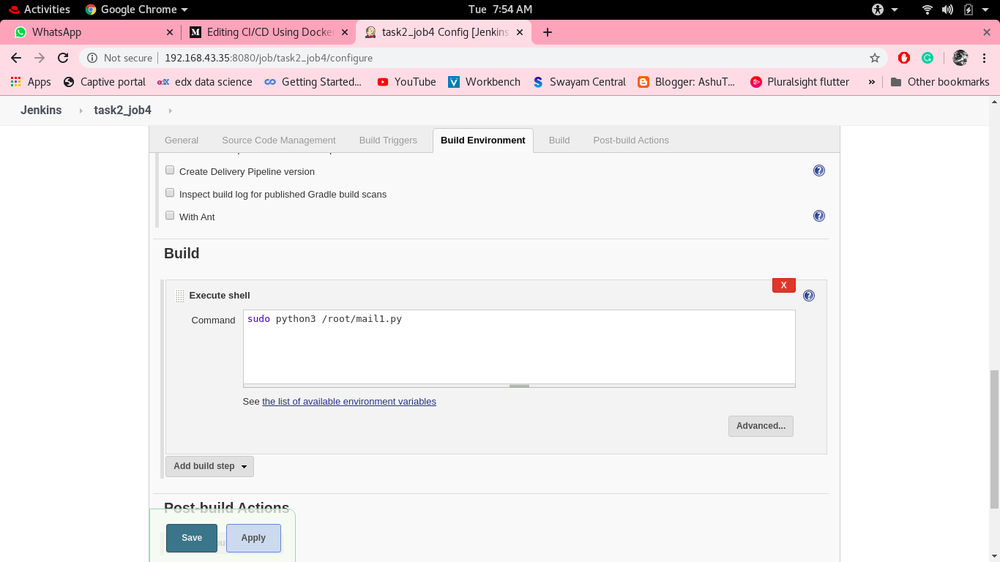 Activities Google Chrome Tue 7:54 AM
WhatsApp Editing CI/CD Using Docke task2_job4 Config [Jenkins
Not secure 192.168.43.35:8080/job/task2_job4/configure
Apps Captive portal edx data science Getting Started... YouTube Workbench Swayam Central Blogger: AshuT... Pluralsight flutter » Other bookmarks
Jenkins task2_job4
General Source Code Management Build Triggers Build Environment Build Post-build Actions
Create Delivery Pipeline version
Inspect build log for published Gradle build scans
With Ant
Build
X
Execute shell
Command sudo python3 /root/mail1.py
See the list of available environment variables
Advanced...
Add build step
Post-build Actions
Save Apply